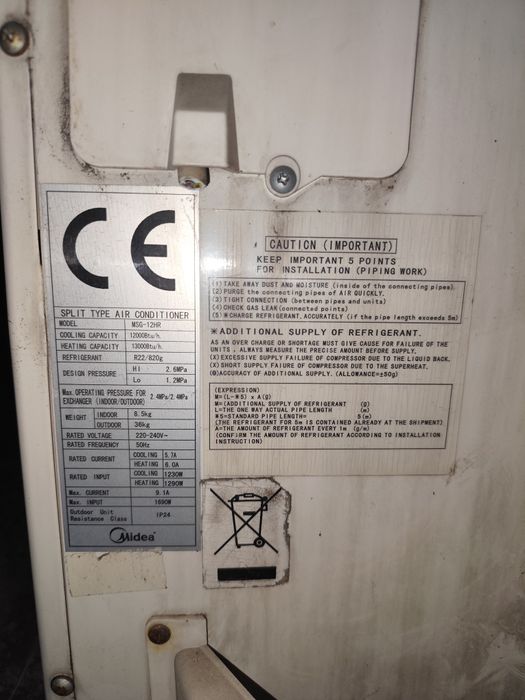 CE
SPLIT TYPE AIR CONDITIONER
MODEL MSG-12HR
COOLING CAPACITY 12000Btu/h.
HEATING CAPACITY 13000Btu/h.
REFRIGERANT R22/820g
DESIGN PRESSURE Hi 2.6MPa
Lo 1.2MPa
Max. OPERATING PRESSURE FOR
EXCHANGER (INDOOR/OUTDOOR) 2.4MPa/2.4MPa
WEIGHT INDOOR 8.5kg
OUTDOOR 36kg
RATED VOLTAGE 220-240V~
RATED FREQUENCY 50Hz
RATED CURRENT COOLING 5.7A
HEATING 6.0A
RATED INPUT COOLING 1230W
HEATING 1290W
Max. CURRENT 9.1A
Max. INPUT 1690W
Outdoor Unit
Resistance Class IP24
Midea
CAUTION (IMPORTANT)
KEEP IMPORTANT 5 POINTS
FOR INSTALLATION (PIPING WORK)
(1) TAKE AWAY DUST AND MOISTURE (inside of the connecting pipes).
(2) PURGE the connecting pipes of AIR QUICKLY.
(3) TIGHT CONNECTION (between pipes and units)
(4) CHECK GAS LEAK (connected points)
(5) ※CHARGE REFRIGERANT, ACCURATELY (if the pipe length exceeds 5m)
※ADDITIONAL SUPPLY OF REFRIGERANT.
AS AN OVER CHARGE OR SHORTAGE MUST GIVE CAUSE FOR FAILURE OF THE
UNITS , ALWAYS MEASURE THE PRECISE AMOUNT BEFORE SUPPLY.
(X) EXCESSIVE SUPPLY FAILURE OF COMPRESSOR DUE TO THE LIQUID BACK.
(X) SHORT SUPPLY FAILURE OF COMPRESSOR DUE TO THE SUPERHEAT.
(◎)ACCURACY OF ADDITIONAL SUPPLY. (ALLOWANCE=±50g)
(EXPRESSION)
M=(L-※5) x A(g)
M=(ADDITIONAL SUPPLY OF REFRIGERANT (g)
L=THE ONE WAY ACTUAL PIPE LENGTH (m)
※5=STANDARD PIPE LENGTH= 5(m)
(THE REFRIGERANT FOR 5m IS CONTAINED ALREADY AT THE SHIPMENT)
A=THE AMOUNT OF REFRIGERANT EVERY 1m (g/m)
(CONFIRM THE AMOUNT OF REFRIGERANT ACCORDING TO INSTALLATION
INSTRUCTION)